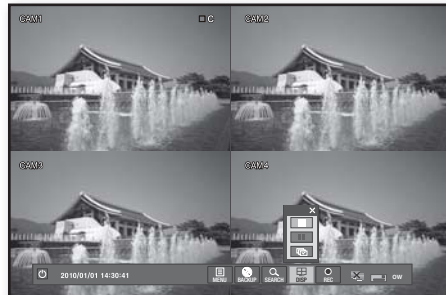 CAM1 C CAM2
CAM3 CAM4
2010/01/01 14:30:41 MENU BACKUP SEARCH DISP REC OW